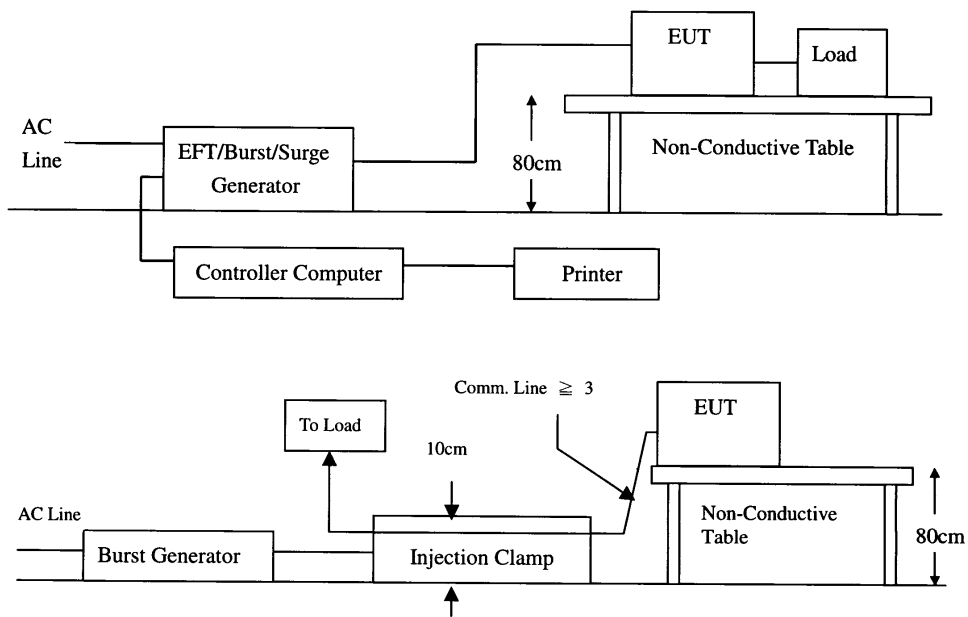 EUT
Load
AC
Line
EFT/Burst/Surge
Generator
80cm
Non-Conductive Table
Controller Computer
Printer
Comm. Line ≧ 3
EUT
To Load
10cm
AC Line
Burst Generator
Injection Clamp
Non-Conductive
Table
80cm